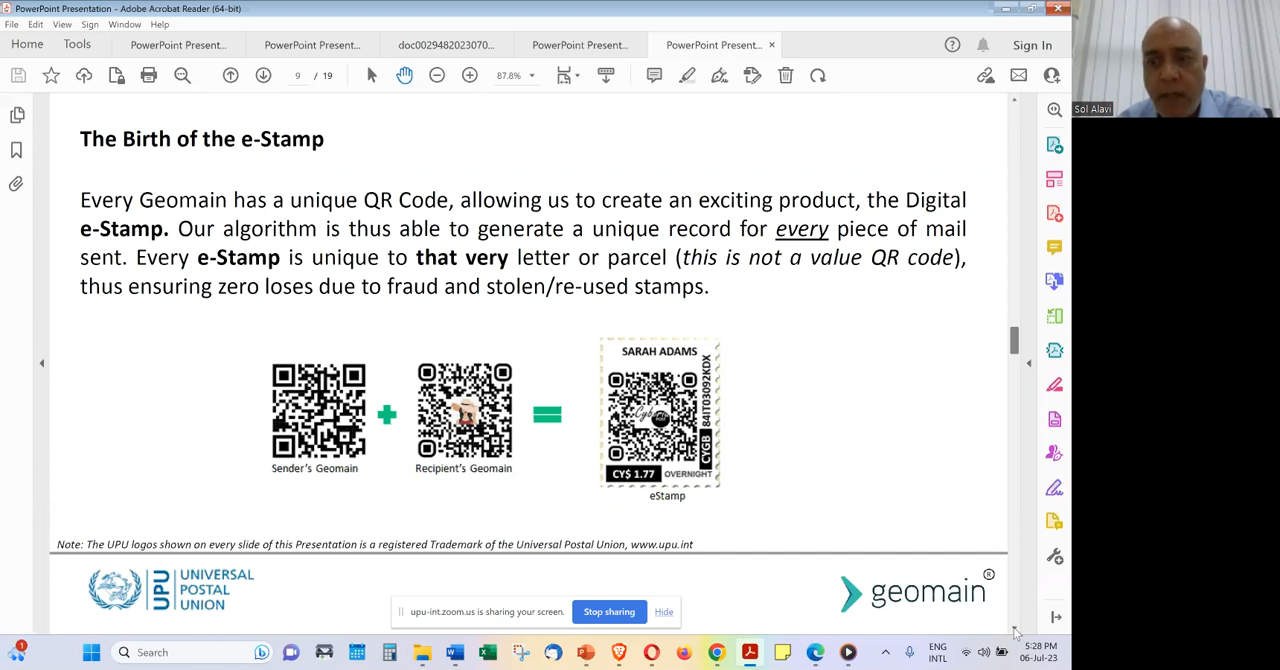 PowerPoint Presentation - Adobe Acrobat Reader (64-bit)
File Edit View Sign Window Help
Home Tools PowerPoint Present... PowerPoint Present... doc0029482023070... PowerPoint Present... PowerPoint Present... × Sign In
9 / 19 87.8%
Sol Alavi
The Birth of the e-Stamp
Every Geomain has a unique QR Code, allowing us to create an exciting product, the Digital
e-Stamp. Our algorithm is thus able to generate a unique record for every piece of mail
sent. Every e-Stamp is unique to that very letter or parcel (this is not a value QR code),
thus ensuring zero loses due to fraud and stolen/re-used stamps.
SARAH ADAMS
84IT03092KDX
CYGB
CY$ 1.77 OVERNIGHT
Sender's Geomain
Recipient's Geomain
eStamp
Note: The UPU logos shown on every slide of this Presentation is a registered Trademark of the Universal Postal Union, www.upu.int
UPU
UNIVERSAL
POSTAL
UNION
geomain®
upu-int.zoom.us is sharing your screen. Stop sharing Hide
Search
ENG
INTL
5:28 PM
06-Jul-23